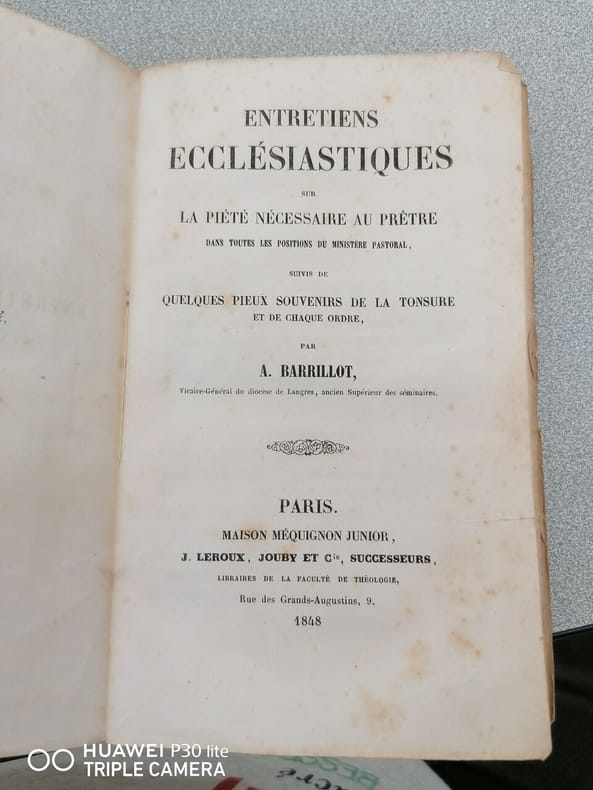 ENTRETIENS
ECCLÉSIASTIQUES
SUR
LA PIÉTÉ NÉCESSAIRE AU PRÊTRE
DANS TOUTES LES POSITIONS DU MINISTÈRE PASTORAL,
SUIVIS DE
QUELQUES PIEUX SOUVENIRS DE LA TONSURE
ET DE CHAQUE ORDRE,
PAR
A. BARRILLOT,
Vicaire-Général du diocèse de Langres, ancien Supérieur des séminaires.
PARIS.
MAISON MÉQUIGNON JUNIOR,
J. LEROUX, JOUBY ET Cie, SUCCESSEURS,
LIBRAIRES DE LA FACULTÉ DE THÉOLOGIE,
Rue des Grands-Augustins, 9.
1848
HUAWEI P30 lite
TRIPLE CAMERA